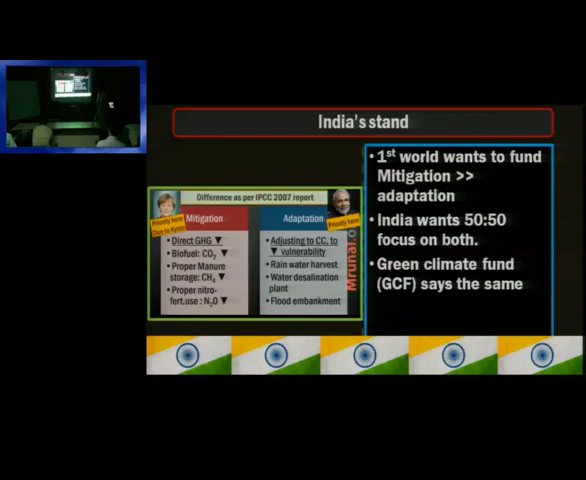 India's stand
Difference as per IPCC 2007 report
Priority here
Due to Kyoto
Mitigation
Adaptation
Priority here
• Direct GHG ▼
• Biofuel: CO₂ ▼
• Proper Manure
storage: CH₄ ▼
• Proper nitro-
fert.use : N₂O ▼
• Adjusting to CC, to
▼ vulnerability
• Rain water harvest
• Water desalination
plant
• Flood embankment
Mrunal.o
• 1st world wants to fund
Mitigation >>
adaptation
• India wants 50:50
focus on both.
• Green climate fund
(GCF) says the same